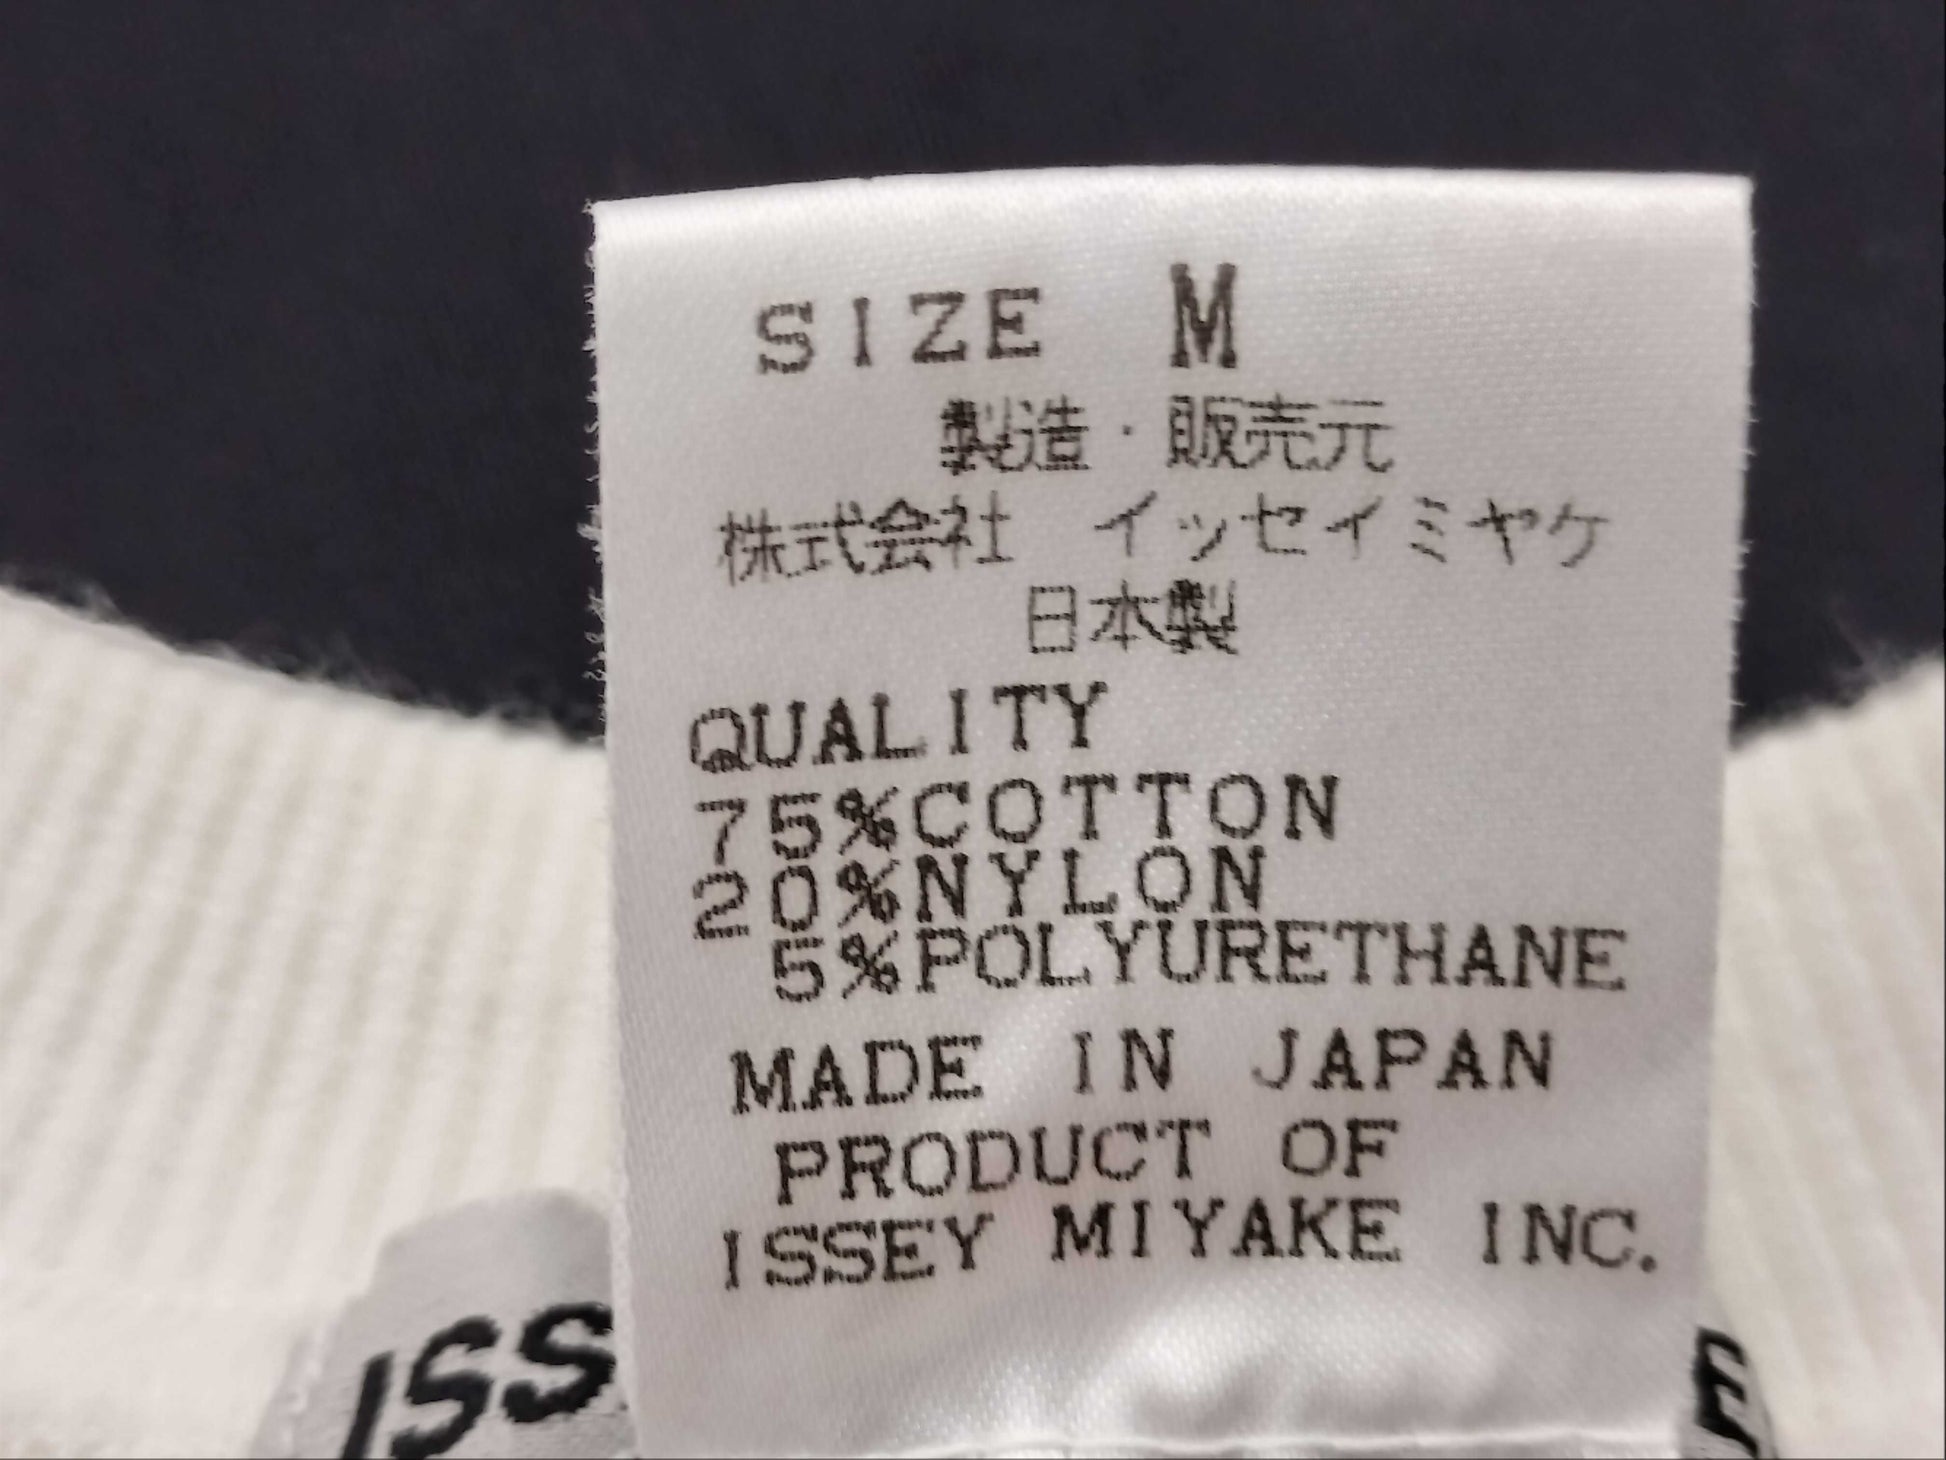 SIZE M
製造・販売元
株式会社 イッセイミヤケ
日本製
QUALITY
75%COTTON
20%NYLON
5%POLYURETHANE
MADE IN JAPAN
PRODUCT OF
ISSEY MIYAKE INC.
ISS
E